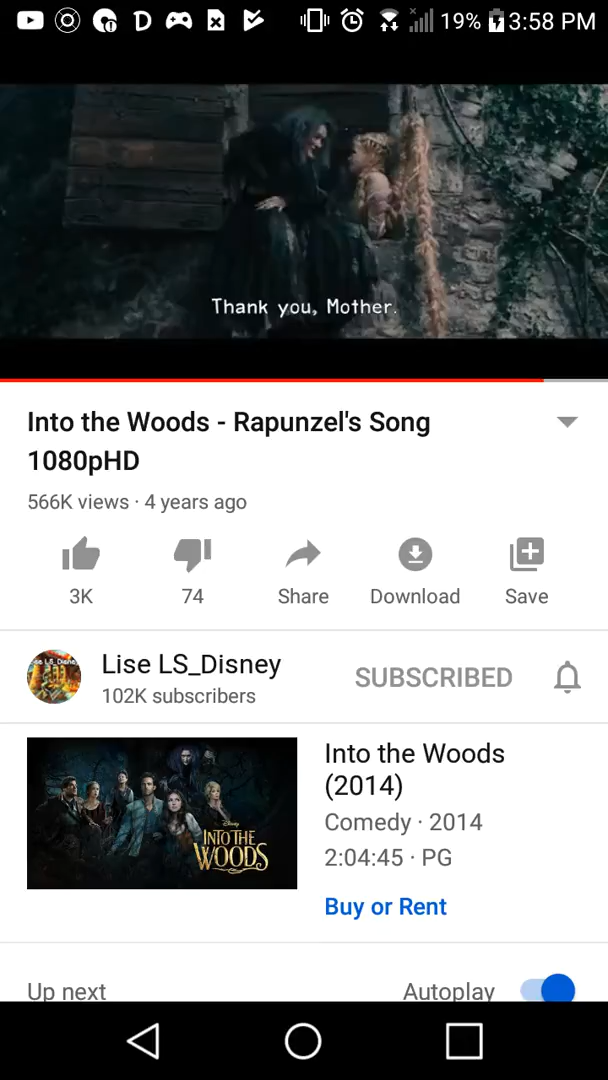 19% 3:58 PM
Thank you, Mother.
Into the Woods - Rapunzel's Song
1080pHD
566K views · 4 years ago
3K 74 Share Download Save
Lise LS_Disney
102K subscribers
SUBSCRIBED
Disney
INTO THE
WOODS
Into the Woods
(2014)
Comedy · 2014
2:04:45 · PG
Buy or Rent
Up next Autoplay